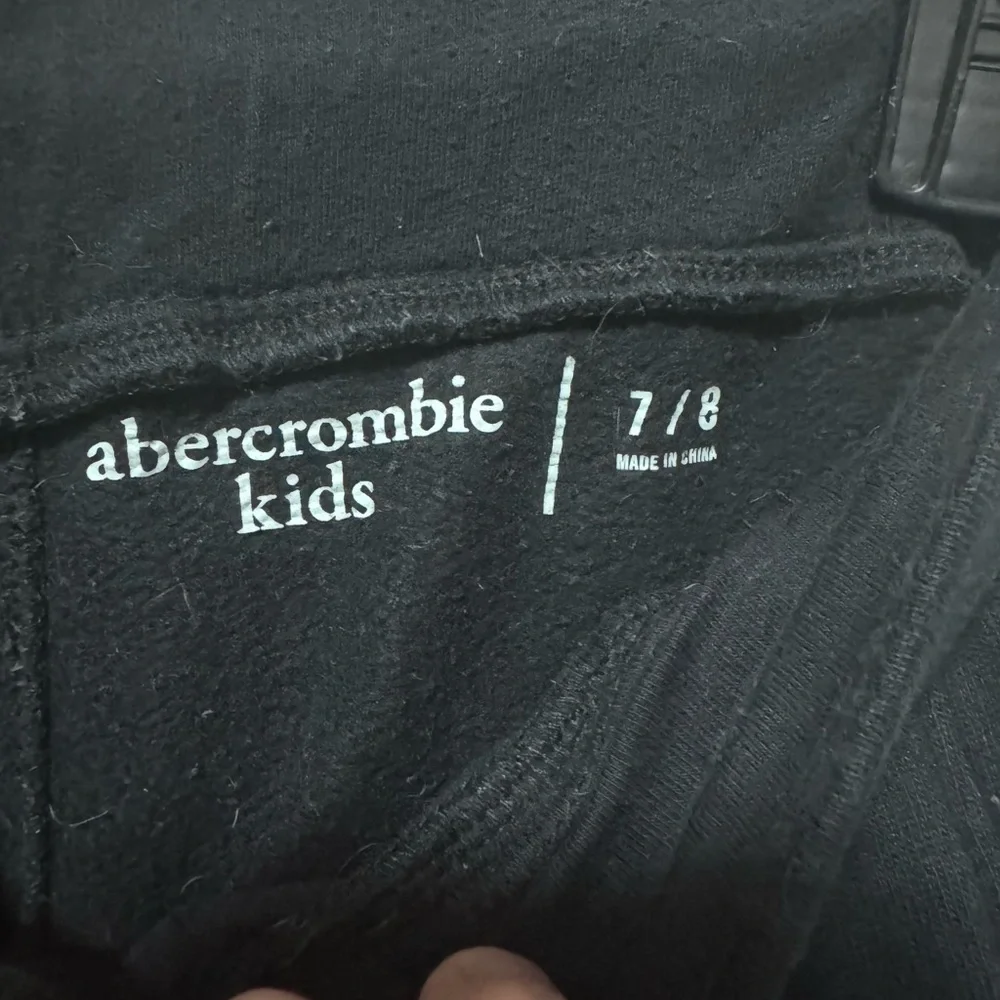 abercrombie
kids
7/8
MADE IN CHINA